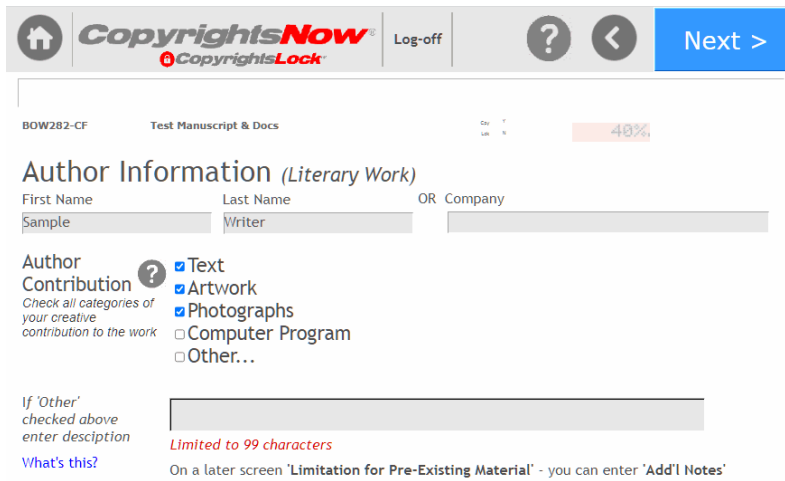 CopyrightsNow® Log-off ? < Next >
CopyrightsLock
BOW282-CF Test Manuscript & Docs 40%
Author Information (Literary Work)
First Name Last Name OR Company
Sample Writer
Author
Contribution ?
Check all categories of
your creative
contribution to the work
Text
Artwork
Photographs
Computer Program
Other...
If 'Other'
checked above
enter desciption
Limited to 99 characters
What's this?
On a later screen 'Limitation for Pre-Existing Material' - you can enter 'Add'l Notes'